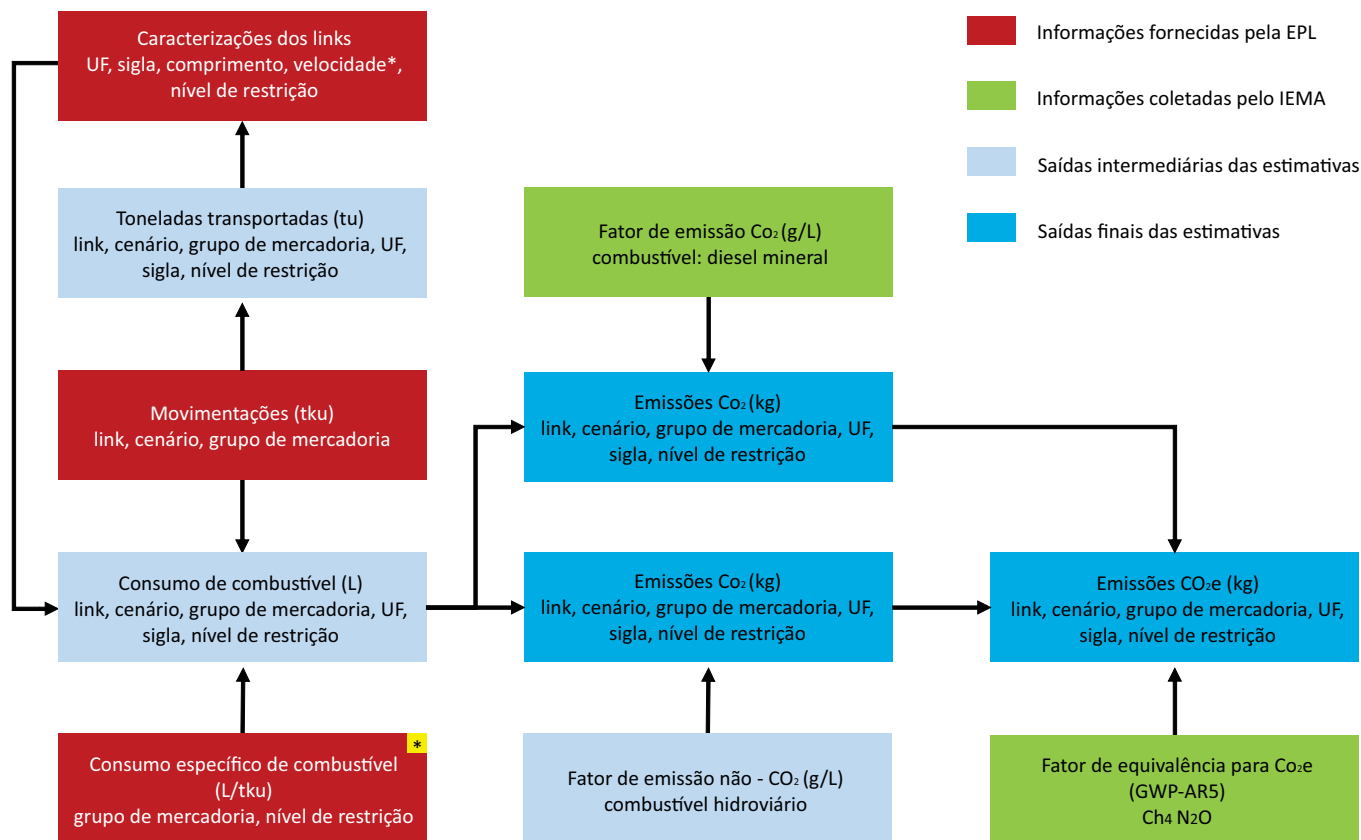 Caracterizações dos links
UF, sigla, comprimento, velocidade*,
nível de restrição
Informações fornecidas pela EPL
Informações coletadas pelo IEMA
Saídas intermediárias das estimativas
Saídas finais das estimativas
Toneladas transportadas (tu)
link, cenário, grupo de mercadoria, UF,
sigla, nível de restrição
Fator de emissão Co₂ (g/L)
combustível: diesel mineral
Movimentações (tku)
link, cenário, grupo de mercadoria
Emissões Co₂ (kg)
link, cenário, grupo de mercadoria, UF,
sigla, nível de restrição
Consumo de combustível (L)
link, cenário, grupo de mercadoria, UF,
sigla, nível de restrição
Emissões Co₂ (kg)
link, cenário, grupo de mercadoria, UF,
sigla, nível de restrição
Emissões CO₂e (kg)
link, cenário, grupo de mercadoria, UF,
sigla, nível de restrição
*
Consumo específico de combustível
(L/tku)
grupo de mercadoria, nível de restrição
Fator de emissão não - CO₂ (g/L)
combustível hidroviário
Fator de equivalência para Co₂e
(GWP-AR5)
Ch₄ N₂O